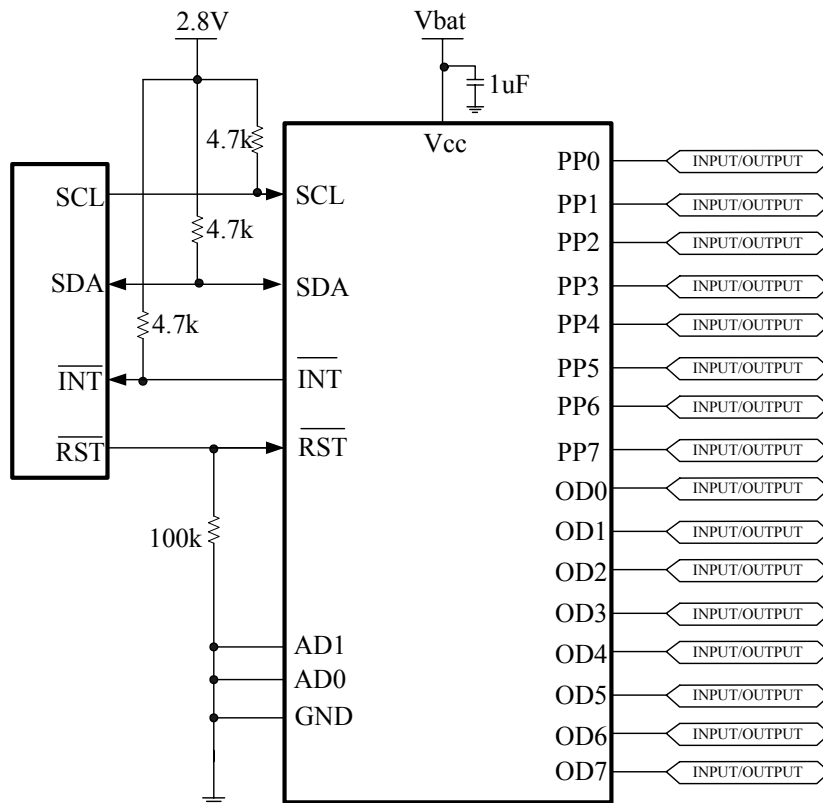 2.8V
Vbat
1uF
4.7k
4.7k
4.7k
100k
SCL
SDA
INT
RST
Vcc
SCL
SDA
INT
RST
AD1
AD0
GND
PP0 INPUT/OUTPUT
PP1 INPUT/OUTPUT
PP2 INPUT/OUTPUT
PP3 INPUT/OUTPUT
PP4 INPUT/OUTPUT
PP5 INPUT/OUTPUT
PP6 INPUT/OUTPUT
PP7 INPUT/OUTPUT
OD0 INPUT/OUTPUT
OD1 INPUT/OUTPUT
OD2 INPUT/OUTPUT
OD3 INPUT/OUTPUT
OD4 INPUT/OUTPUT
OD5 INPUT/OUTPUT
OD6 INPUT/OUTPUT
OD7 INPUT/OUTPUT